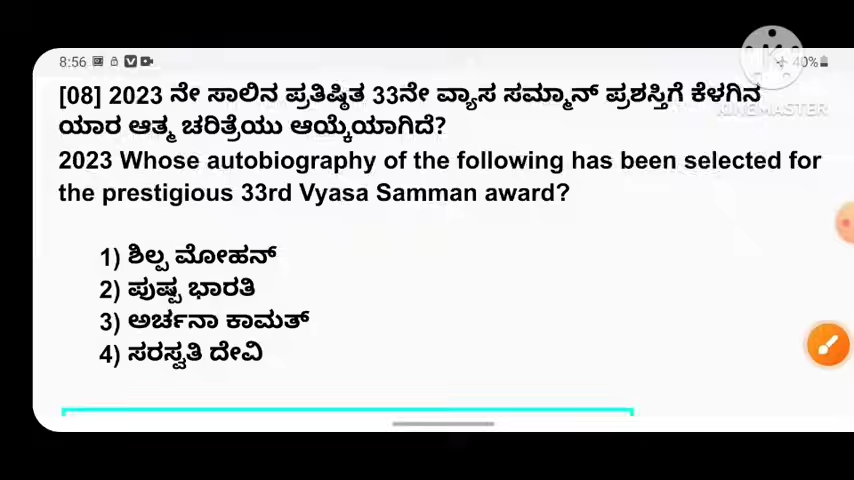 8:56
40%
KINEMASTER
[08] 2023 ನೇ ಸಾಲಿನ ಪ್ರತಿಷ್ಠಿತ 33ನೇ ವ್ಯಾಸ ಸಮ್ಮಾನ್ ಪ್ರಶಸ್ತಿಗೆ ಕೆಳಗಿನ
ಯಾರ ಆತ್ಮ ಚರಿತ್ರೆಯು ಆಯ್ಕೆಯಾಗಿದೆ?
2023 Whose autobiography of the following has been selected for
the prestigious 33rd Vyasa Samman award?
1) ಶಿಲ್ಪ ಮೋಹನ್
2) ಪುಷ್ಪ ಭಾರತಿ
3) ಅರ್ಚನಾ ಕಾಮತ್
4) ಸರಸ್ವತಿ ದೇವಿ